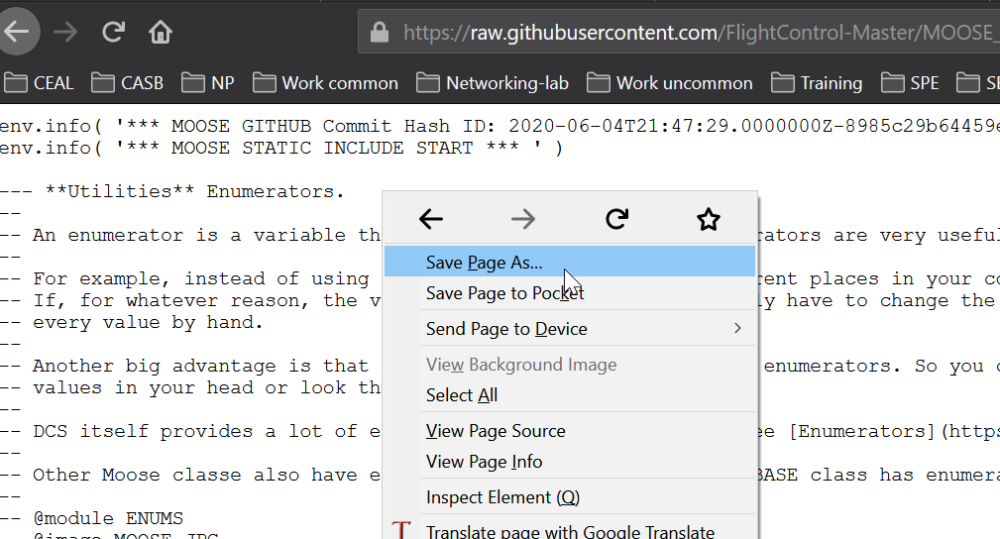 https://raw.githubusercontent.com/FlightControl-Master/MOOSE_
CEAL CASB NP Work common Networking-lab Work uncommon Training SPE
env.info( '*** MOOSE GITHUB Commit Hash ID: 2020-06-04T21:47:29.0000000Z-8985c29b64459e
env.info( '*** MOOSE STATIC INCLUDE START *** ' )
--- **Utilities** Enumerators.
--
-- An enumerator is a variable th
rators are very useful
--
-- For example, instead of using
rent places in your co
-- If, for whatever reason, the v
ly have to change the
-- every value by hand.
--
-- Another big advantage is that
enumerators. So you
-- values in your head or look th
--
-- DCS itself provides a lot of e
ee [Enumerators](https
--
-- Other Moose classe also have e
BASE class has enumera
--
-- @module ENUMS
-- @image MOOSE.JPG
Save Page As...
Save Page to Pocket
Send Page to Device
View Background Image
Select All
View Page Source
View Page Info
Inspect Element (Q)
Translate page with Google Translate